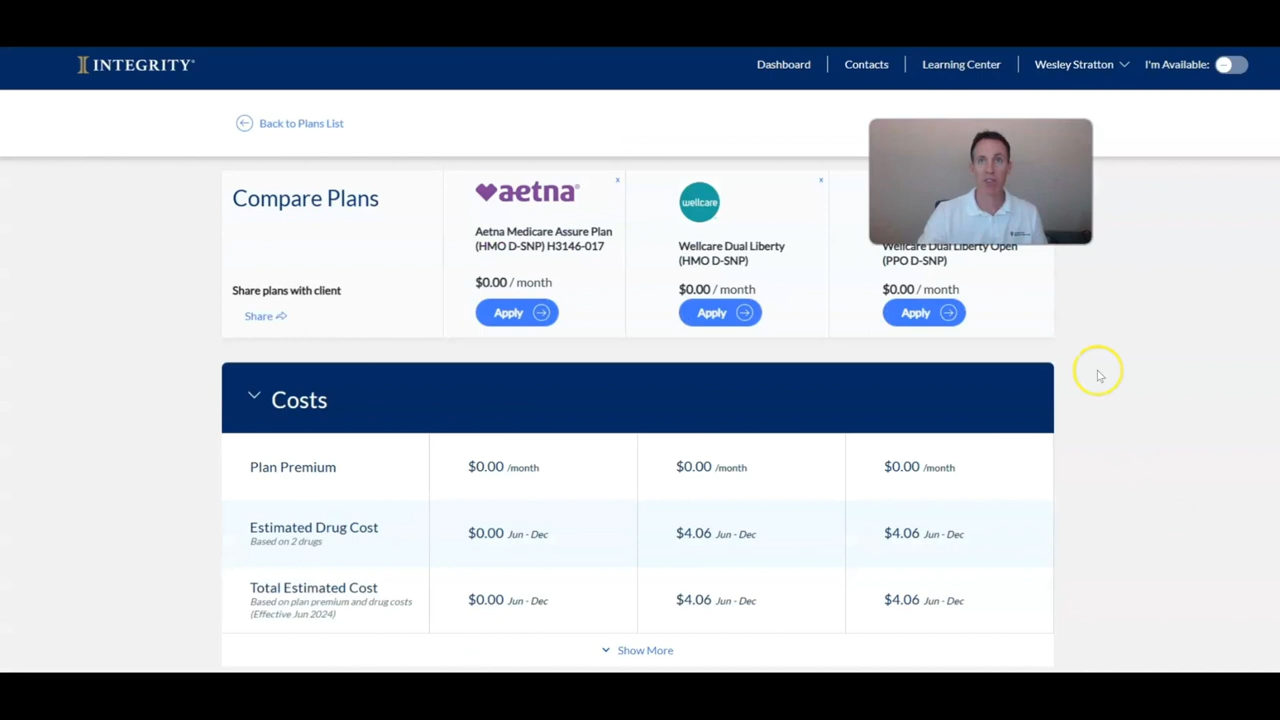 INTEGRITY
Dashboard
Contacts
Learning Center
Wesley Stratton
I'm Available:
Back to Plans List
Compare Plans
Share plans with client
Share
aetna
Aetna Medicare Assure Plan
(HMO D-SNP) H3146-017
$0.00 / month
Apply
x
wellcare
Wellcare Dual Liberty
(HMO D-SNP)
$0.00 / month
Apply
x
Wellcare Dual Liberty Open
(PPO D-SNP)
$0.00 / month
Apply
Costs
Plan Premium
$0.00 /month
$0.00 /month
$0.00 /month
Estimated Drug Cost
Based on 2 drugs
$0.00 Jun - Dec
$4.06 Jun - Dec
$4.06 Jun - Dec
Total Estimated Cost
Based on plan premium and drug costs
(Effective Jun 2024)
$0.00 Jun - Dec
$4.06 Jun - Dec
$4.06 Jun - Dec
Show More